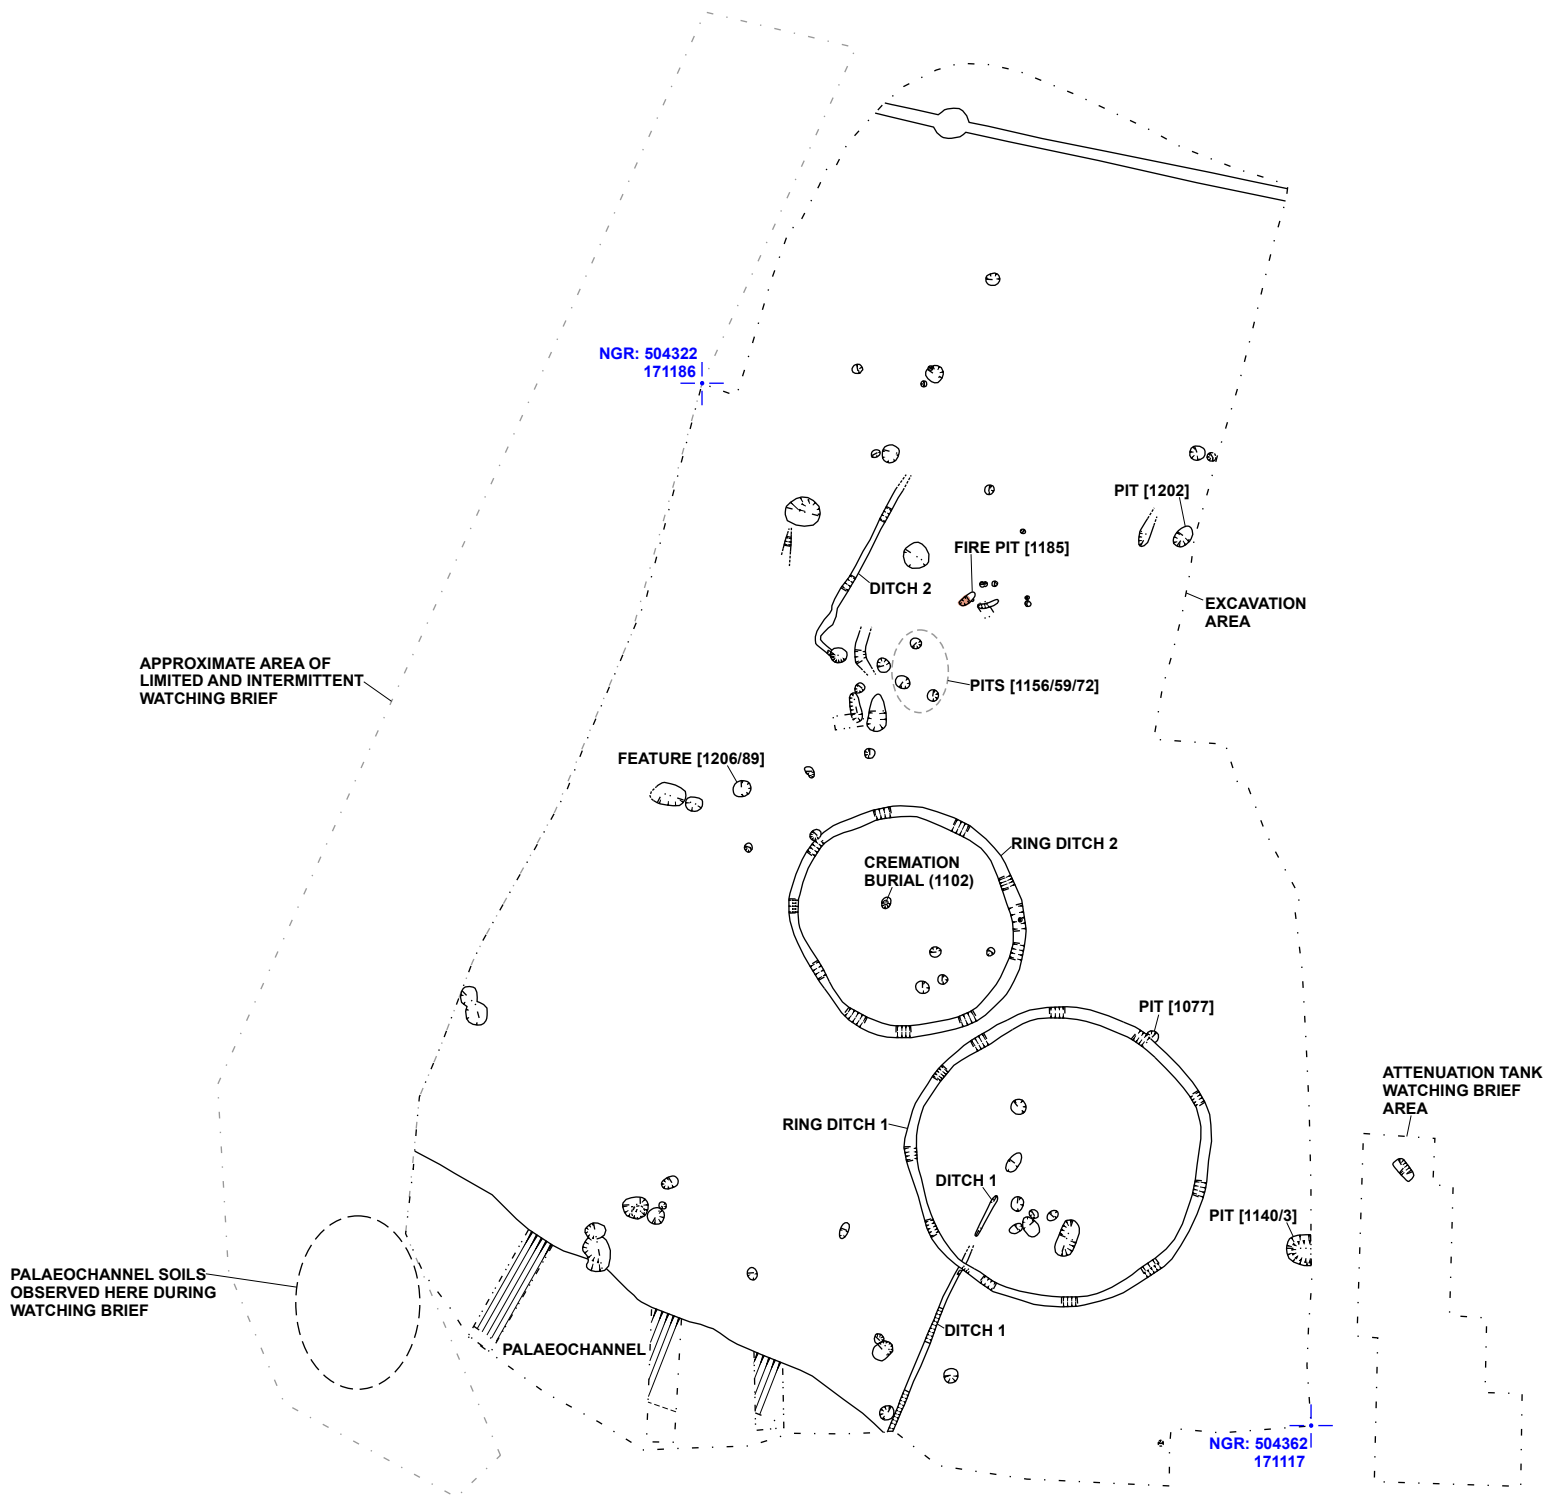 NGR: 504322
171186
PIT [1202]
FIRE PIT [1185]
DITCH 2
EXCAVATION
AREA
APPROXIMATE AREA OF
LIMITED AND INTERMITTENT
WATCHING BRIEF
PITS [1156/59/72]
FEATURE [1206/89]
RING DITCH 2
CREMATION
BURIAL (1102)
PIT [1077]
ATTENUATION TANK
WATCHING BRIEF
AREA
RING DITCH 1
DITCH 1
PIT [1140/3]
PALAEOCHANNEL SOILS
OBSERVED HERE DURING
WATCHING BRIEF
DITCH 1
PALAEOCHANNEL
NGR: 504362
171117